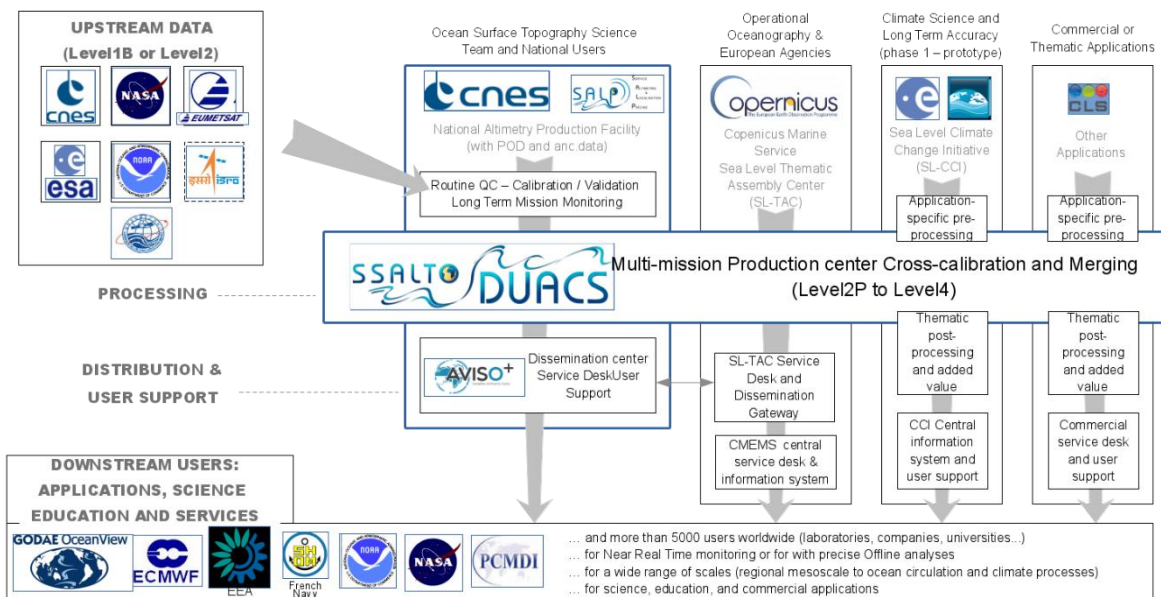 UPSTREAM DATA
(Level1B or Level2)
cnes
NASA
EUMETSAT
esa
NOAA
इसरो isro
Ocean Surface Topography Science
Team and National Users
cnes
SALP
National Altimetry Production Facility
(with POD and anc.data)
Routine QC – Calibration / Validation
Long Term Mission Monitoring
Operational
Oceanography &
European Agencies
opernicus
The European Earth Observation Programme
Copernicus Marine
Service
Sea Level Thematic
Assembly Center
(SL-TAC)
Climate Science and
Long Term Accuracy
(phase 1 – prototype)
Sea Level Climate
Change Initiative
(SL-CCI)
Application-
specific pre-
processing
Commercial or
Thematic Applications
CLS
Other
Applications
Application-
specific pre-
processing
PROCESSING
SSALTO
DUACS
Multi-mission Production center Cross-calibration and Merging
(Level2P to Level4)
DISTRIBUTION &
USER SUPPORT
AVISO+
Dissemination center
Service DeskUser
Support
SL-TAC Service
Desk and
Dissemination
Gateway
CMEMS central
service desk &
information system
Thematic
post-
processing
and added
value
CCI Central
information
system and
user support
Thematic
post-
processing
and added
value
Commercial
service desk
and user
support
DOWNSTREAM USERS:
APPLICATIONS, SCIENCE
EDUCATION AND SERVICES
GODAE OceanView
ECMWF
EEA
SHOM
French
Navy
NOAA
NASA
PCMDI
... and more than 5000 users worldwide (laboratories, companies, universities...)
... for Near Real Time monitoring or for with precise Offline analyses
... for a wide range of scales (regional mesoscale to ocean circulation and climate processes)
... for science, education, and commercial applications